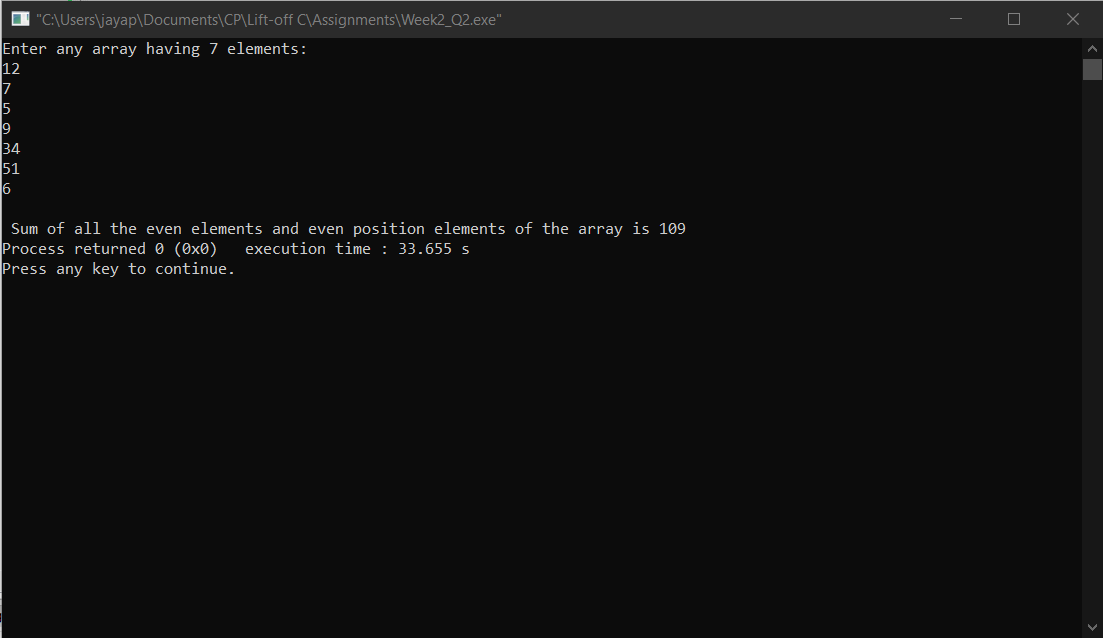 "C:\Users\jayap\Documents\CP\Lift-off C\Assignments\Week2_Q2.exe"
Enter any array having 7 elements:
12
7
5
9
34
51
6
Sum of all the even elements and even position elements of the array is 109
Process returned 0 (0x0)   execution time : 33.655 s
Press any key to continue.